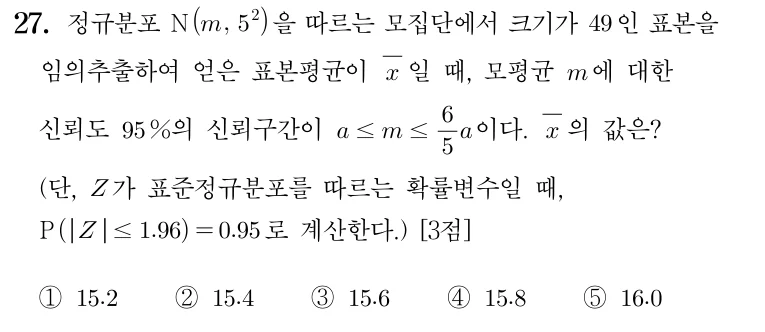 27. 정규분포 N(m, 5²)을 따르는 모집단에서 크기가 49인 표본을
임의추출하여 얻은 표본평균이 x̄ 일 때, 모평균 m에 대한
신뢰도 95%의 신뢰구간이 a ≤ m ≤ 6/5 a이다. x̄ 의 값은?
(단, Z가 표준정규분포를 따르는 확률변수일 때,
P(|Z| ≤ 1.96) = 0.95로 계산한다.) [3점]
① 15.2 ② 15.4 ③ 15.6 ④ 15.8 ⑤ 16.0